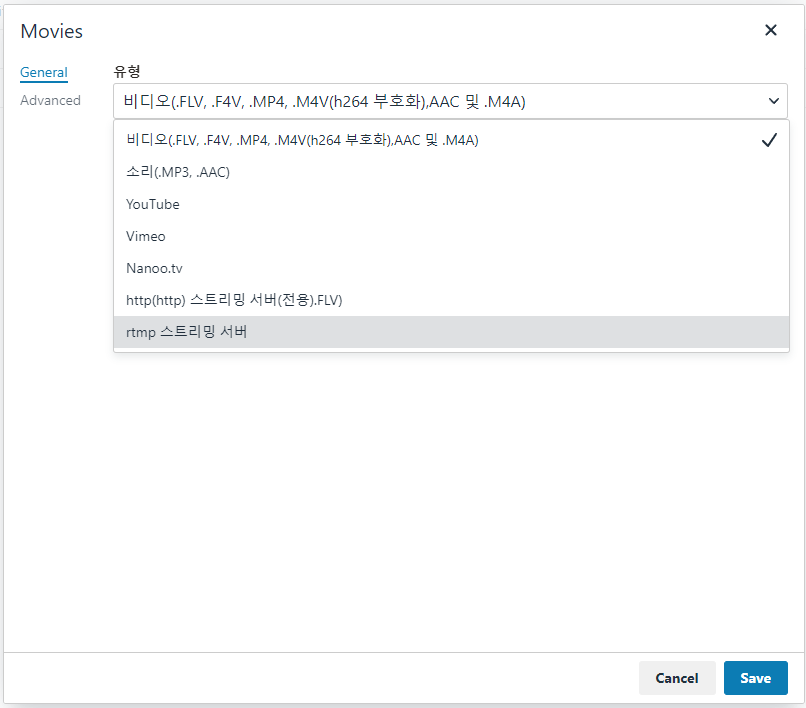 Movies
General
Advanced
유형
비디오(.FLV, .F4V, .MP4, .M4V(h264 부호화),AAC 및 .M4A)
비디오(.FLV, .F4V, .MP4, .M4V(h264 부호화),AAC 및 .M4A)
소리(.MP3, .AAC)
YouTube
Vimeo
Nanoo.tv
http(http) 스트리밍 서버(전용).FLV)
rtmp 스트리밍 서버
Cancel
Save